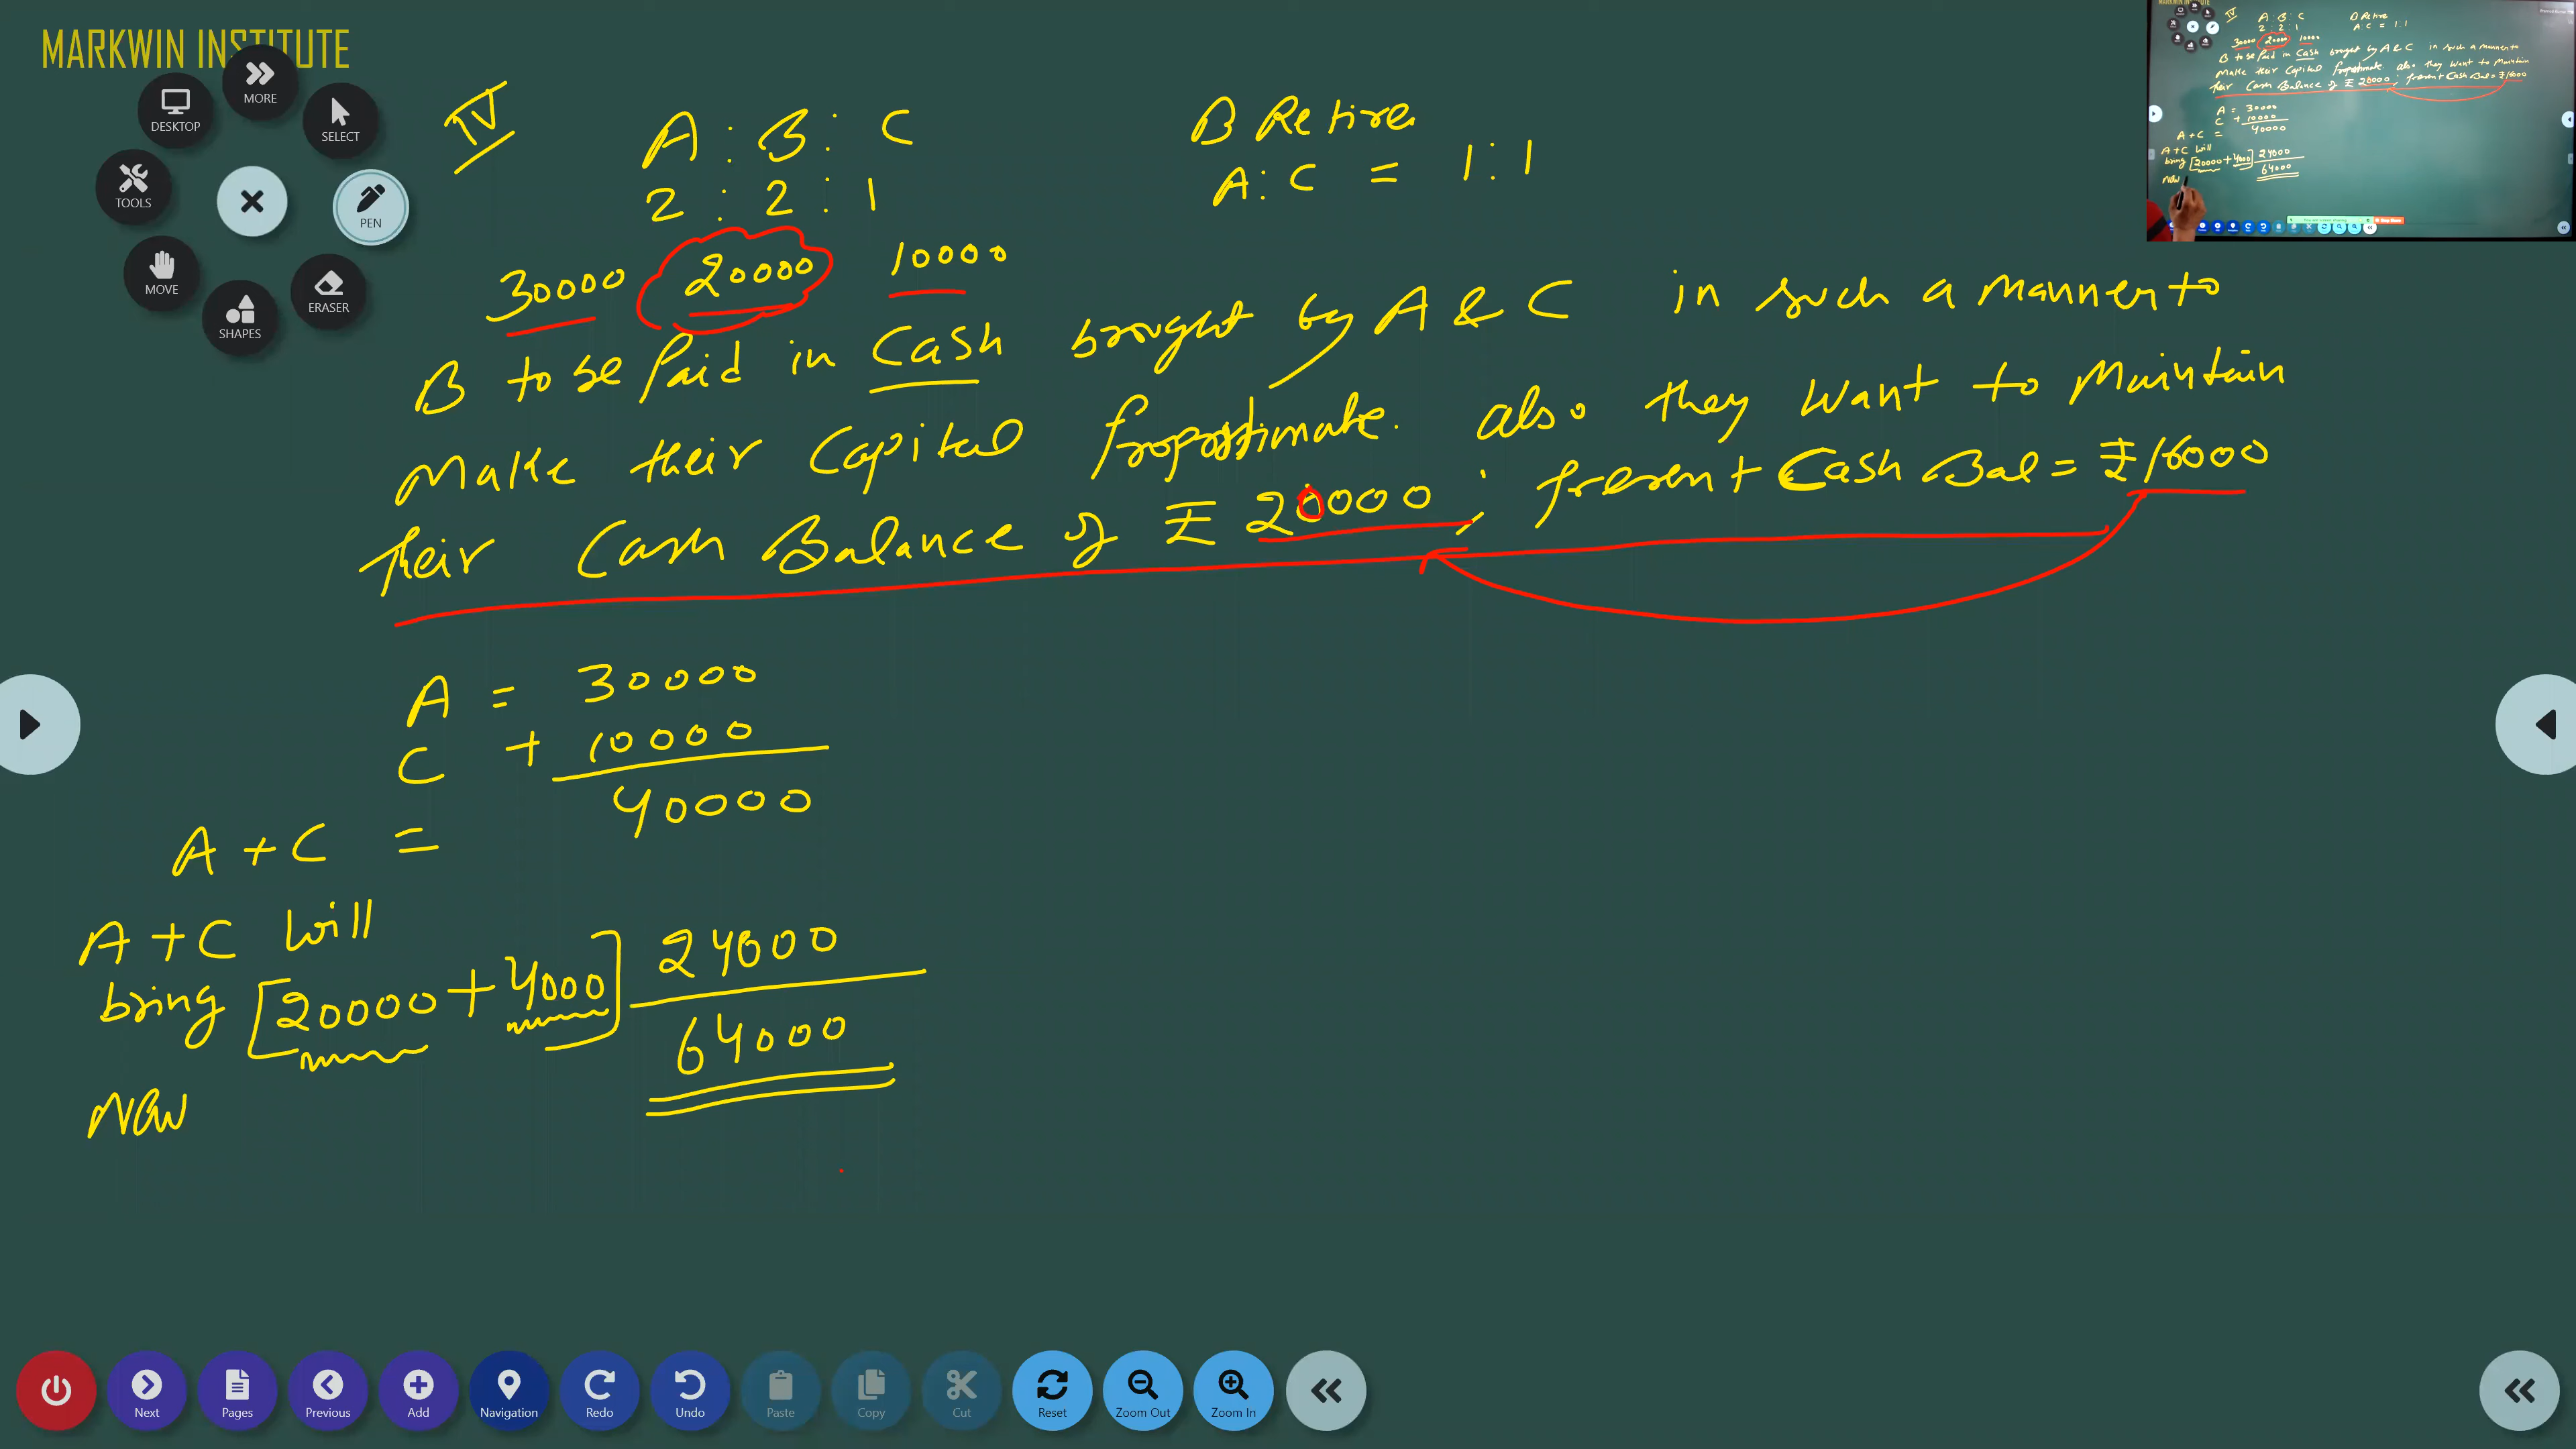 MARKWIN INSTITUTE
MORE
DESKTOP
SELECT
TOOLS
PEN
MOVE
ERASER
SHAPES
IV
A : B : C
2 : 2 : 1
30000 20000 10000
B Retire
A : C = 1 : 1
B to be Paid in Cash brought by A & C in such a manner to
Make their Capital Proportionate. also they want to Maintain
their Cash Balance of ₹ 20000 ; Present Cash Bal = ₹ 16000
A = 30000
C + 10000
A + C = 40000
A + C will
bring [20000 + 4000] 24000
64000
New
Next
Pages
Previous
Add
Navigation
Redo
Undo
Paste
Copy
Cut
Reset
Zoom Out
Zoom In